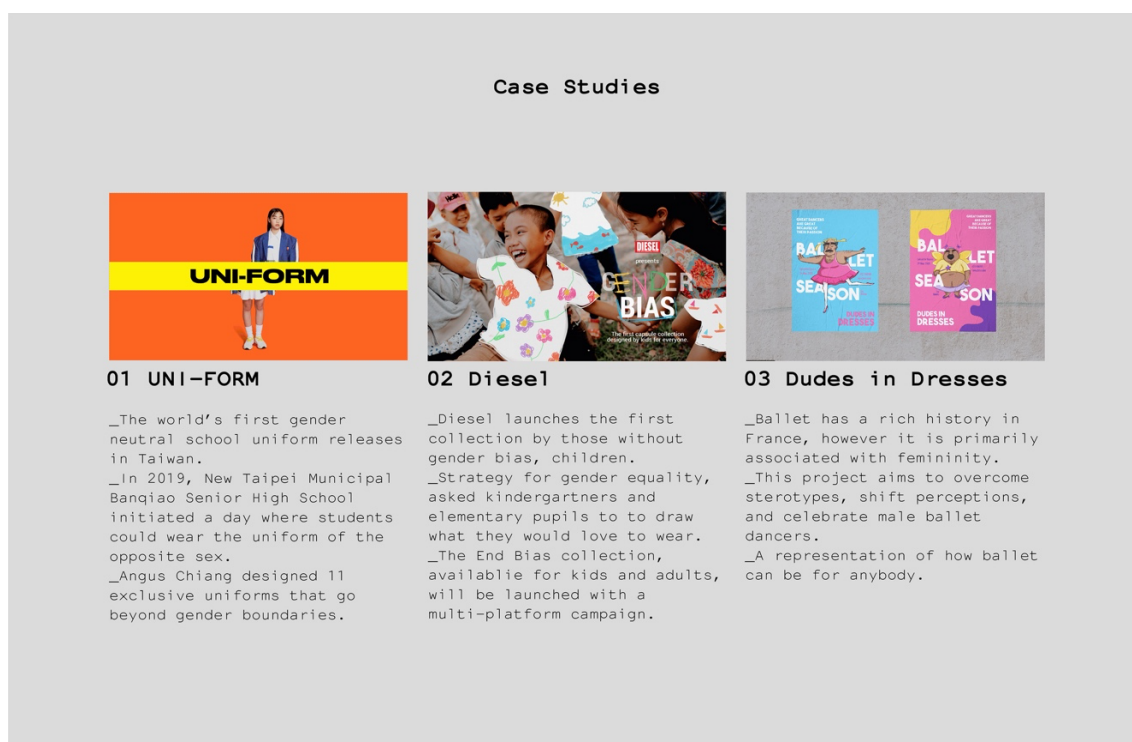 Case Studies
UNI-FORM
01 UNI-FORM
_The world's first gender
neutral school uniform releases
in Taiwan.
_In 2019, New Taipei Municipal
Banqiao Senior High School
initiated a day where students
could wear the uniform of the
opposite sex.
_Angus Chiang designed 11
exclusive uniforms that go
beyond gender boundaries.
DIESEL
presents
GENDER
BIAS
The first capsule collection
designed by kids for everyone.
02 Diesel
_Diesel launches the first
collection by those without
gender bias, children.
_Strategy for gender equality,
asked kindergartners and
elementary pupils to to draw
what they would love to wear.
_The End Bias collection,
availablie for kids and adults,
will be launched with a
multi-platform campaign.
BAL
LET
SEA
SON
DUDES IN
DRESSES
BAL
LET
SEA
SON
DUDES IN
DRESSES
03 Dudes in Dresses
_Ballet has a rich history in
France, however it is primarily
associated with femininity.
_This project aims to overcome
sterotypes, shift perceptions,
and celebrate male ballet
dancers.
_A representation of how ballet
can be for anybody.